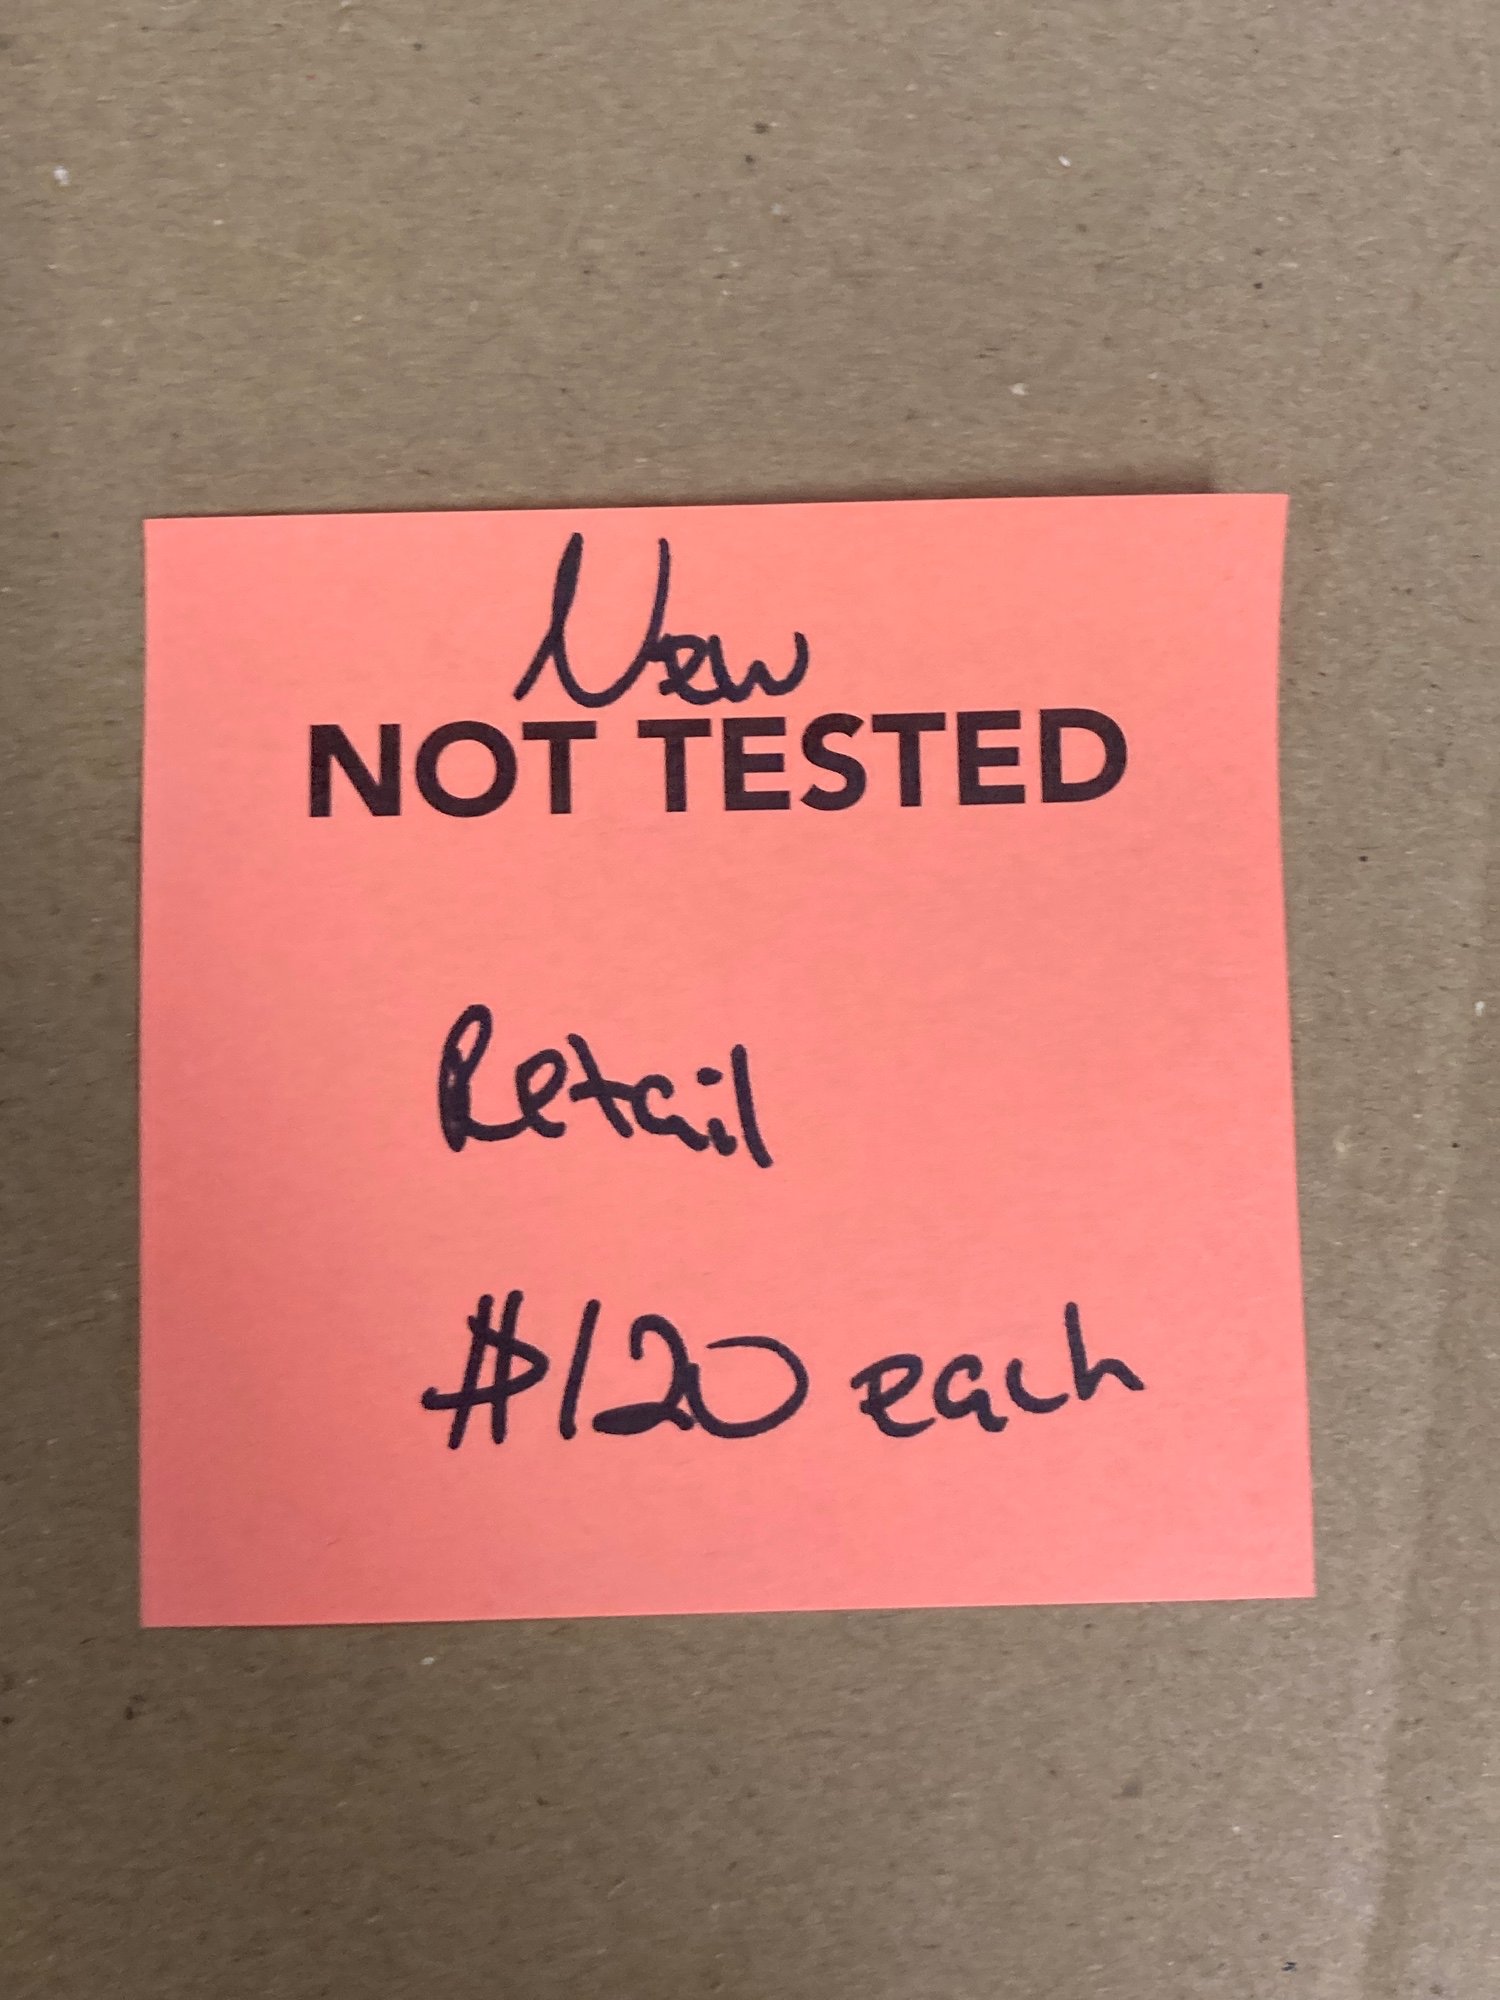 New
NOT TESTED
Retail
$120 each